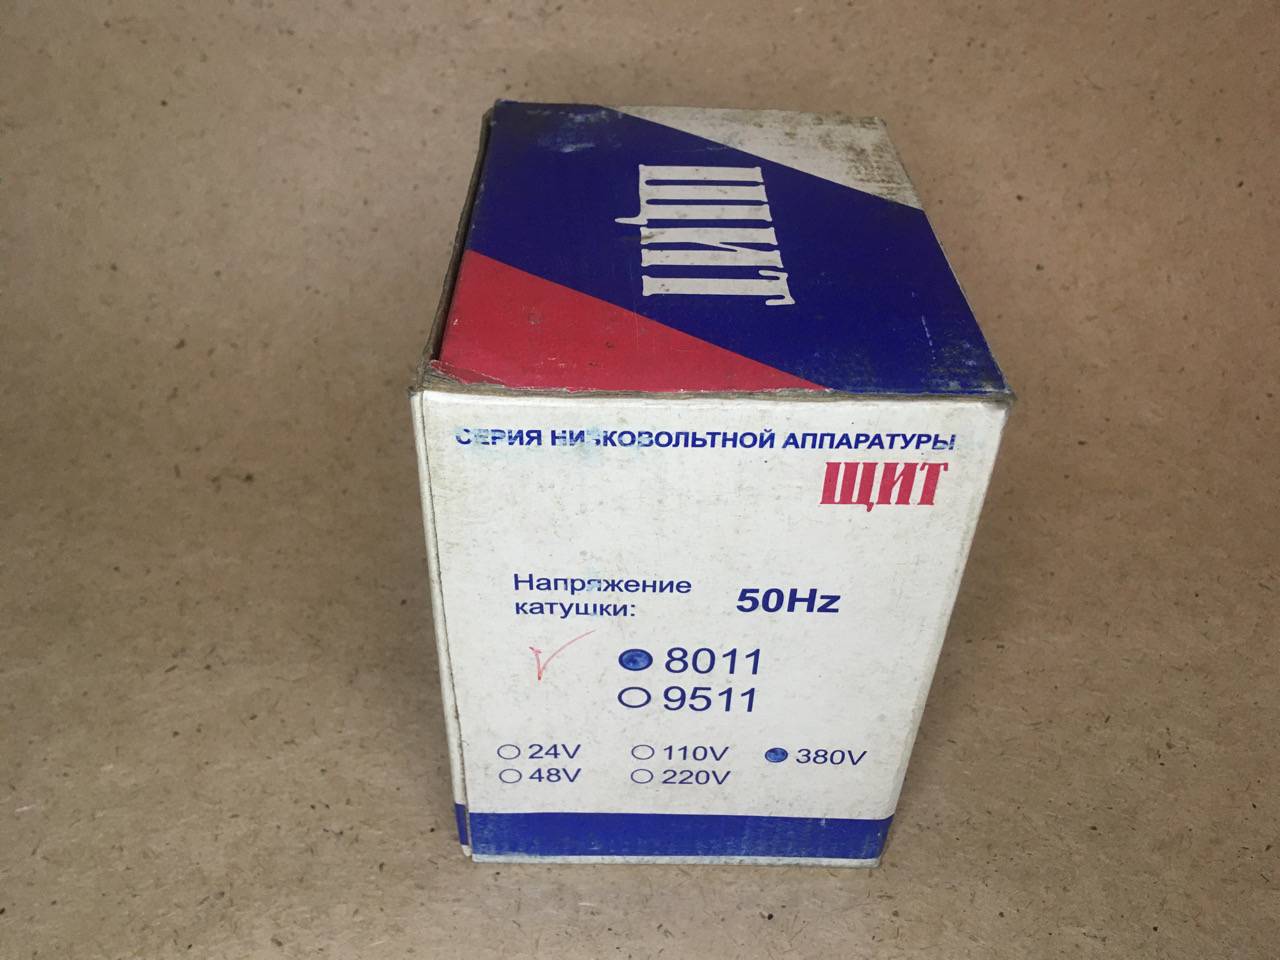 ЩИТ
СЕРИЯ НИЗКОВОЛЬТНОЙ АППАРАТУРЫ
ЩИТ
Напряжение
катушки:
50Hz
8011
9511
24V 110V 380V
48V 220V